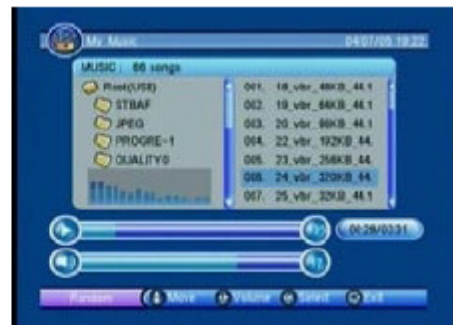 My Music 04/07/05 19:22
MUSIC: 66 songs
Root(USB)
STBAF
JPEG
PROGRE~1
QUALITY0
001. 18_vbr_48KB_44.1
002. 19_vbr_64KB_44.1
003. 20_vbr_96KB_44.1
004. 22_vbr_192KB_44.
005. 23_vbr_256KB_44.
006. 24_vbr_320KB_44.
007. 25_vbr_32KB_44.1
00:28/03:31
Random Move Volume Select Exit